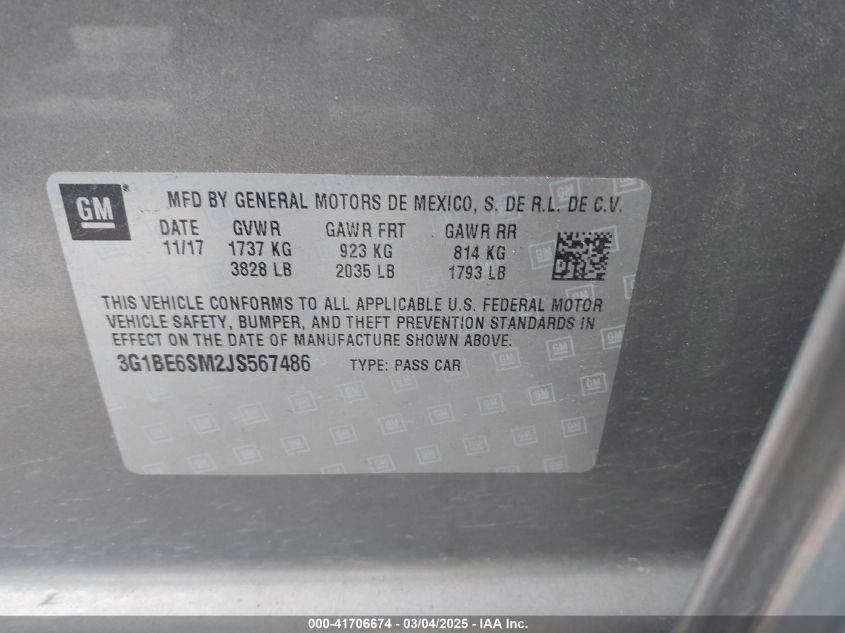 GM®
MFD BY GENERAL MOTORS DE MEXICO, S. DE R.L. DE C.V.
DATE GVWR GAWR FRT GAWR RR
11/17 1737 KG 923 KG 814 KG
3828 LB 2035 LB 1793 LB
THIS VEHICLE CONFORMS TO ALL APPLICABLE U.S. FEDERAL MOTOR
VEHICLE SAFETY, BUMPER, AND THEFT PREVENTION STANDARDS IN
EFFECT ON THE DATE OF MANUFACTURE SHOWN ABOVE.
3G1BE6SM2JS567486 TYPE: PASS CAR
000-41706674 - 03/04/2025 - IAA Inc.